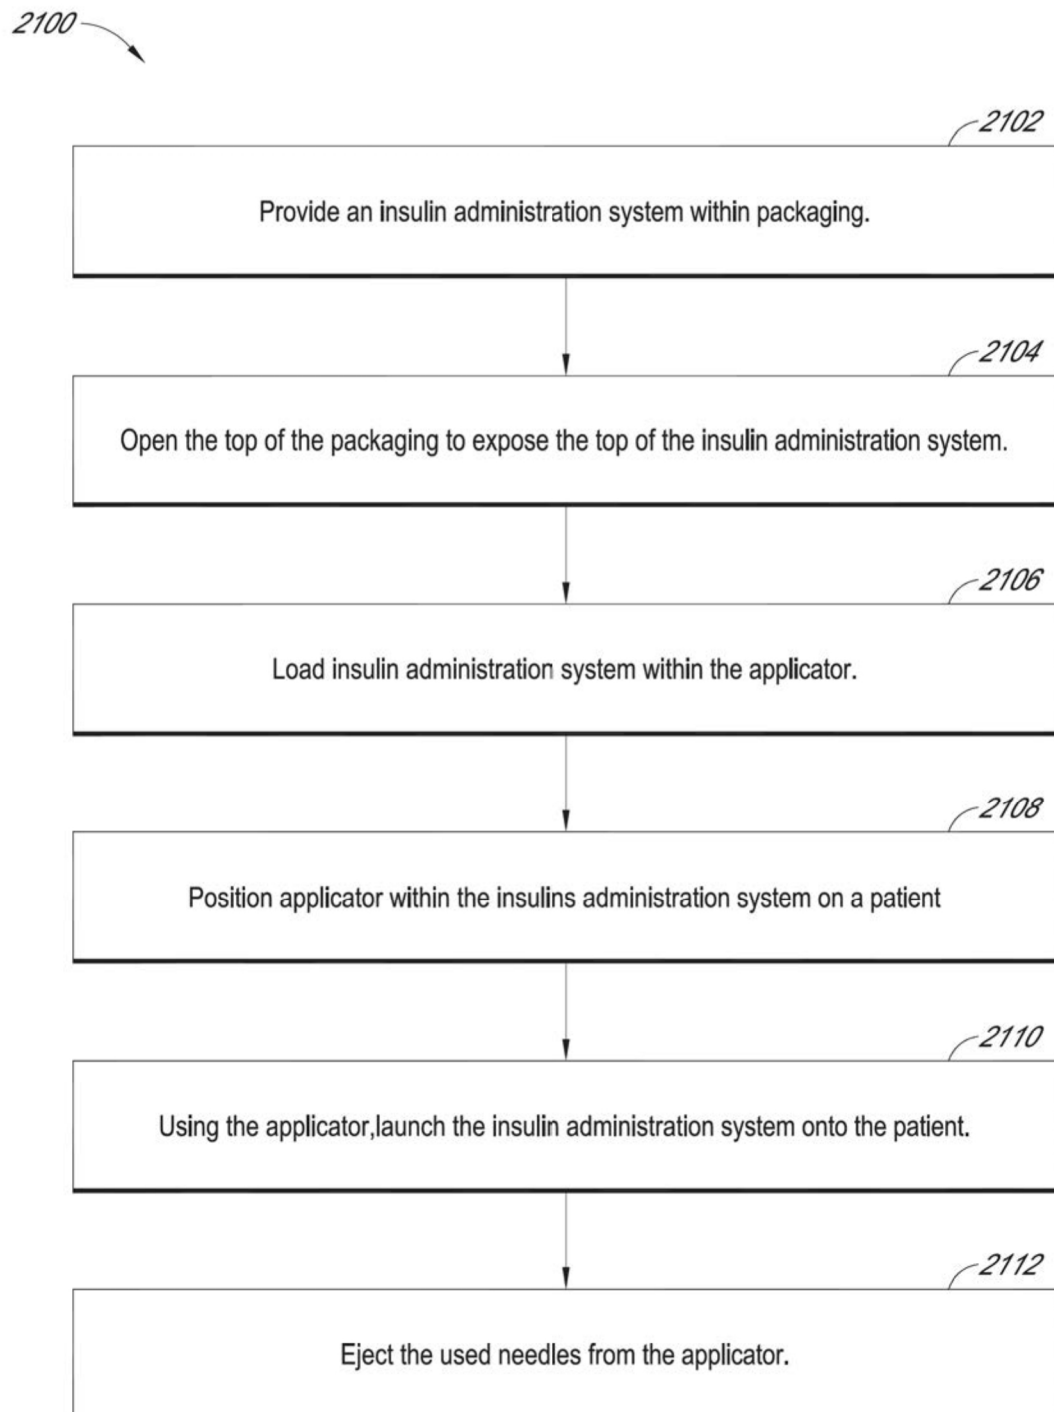 2100
2102
Provide an insulin administration system within packaging.
2104
Open the top of the packaging to expose the top of the insulin administration system.
2106
Load insulin administration system within the applicator.
2108
Position applicator within the insulins administration system on a patient
2110
Using the applicator,launch the insulin administration system onto the patient.
2112
Eject the used needles from the applicator.